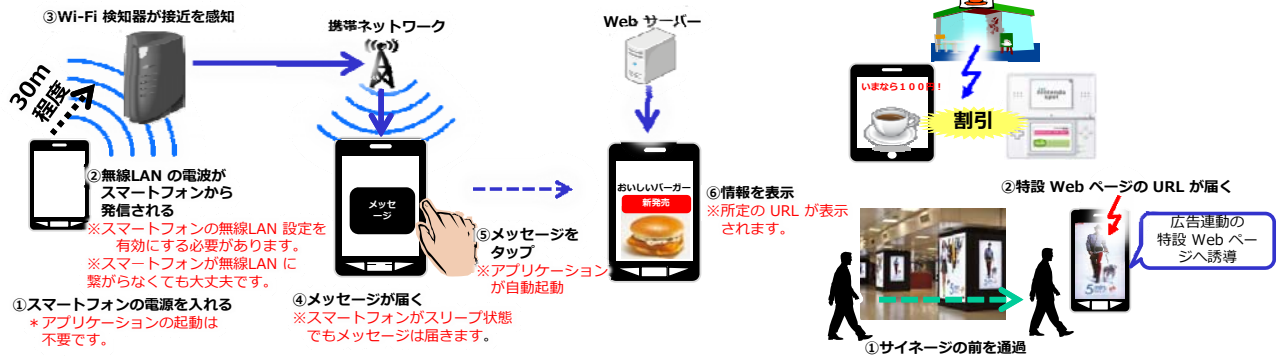 ③Wi-Fi 検知器が接近を感知
30m
程度
②無線LAN の電波が
スマートフォンから
発信される
※スマートフォンの無線LAN 設定を
有効にする必要があります。
※スマートフォンが無線LAN に
繋がらなくても大丈夫です。
①スマートフォンの電源を入れる
＊アプリケーションの起動は
不要です。
携帯ネットワーク
メッセ
ージ
④メッセージが届く
※スマートフォンがスリープ状態
でもメッセージは届きます。
⑤メッセージを
タップ
※アプリケーション
が自動起動
Web サーバー
おいしいバーガー
新発売
⑥情報を表示
※所定の URL が表示
されます。
いまなら１００円！
割引
Nintendo
spot
①サイネージの前を通過
②特設 Web ページの URL が届く
広告連動の
特設 Web ペー
ジへ誘導